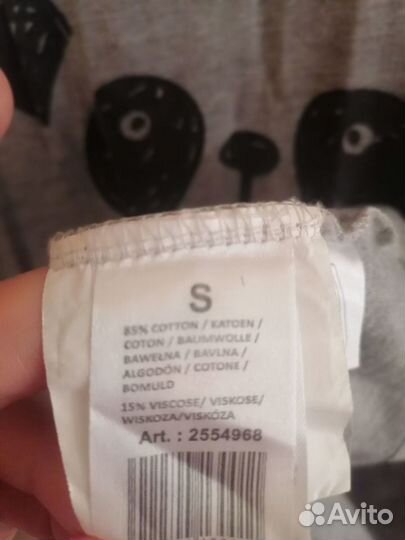 S
85% COTTON / KATOEN /
COTON / BAUMWOLLE /
BAWEŁNA / BAVLNA /
ALGODÓN / COTONE /
BOMULD
15% VISCOSE/ VISKOSE/
WISKOZA/VISKÓZA
Art. : 2554968
Avito